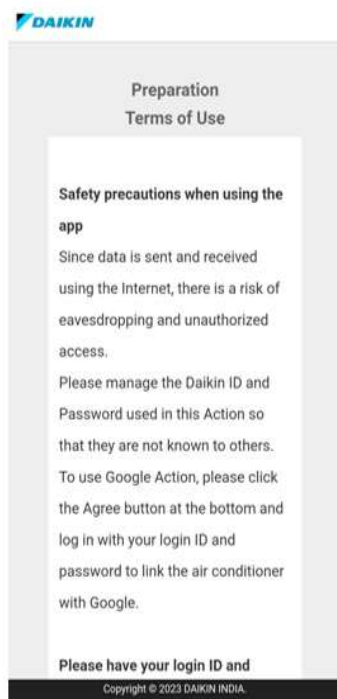 DAIKIN
Preparation
Terms of Use
Safety precautions when using the
app
Since data is sent and received
using the Internet, there is a risk of
eavesdropping and unauthorized
access.
Please manage the Daikin ID and
Password used in this Action so
that they are not known to others.
To use Google Action, please click
the Agree button at the bottom and
log in with your login ID and
password to link the air conditioner
with Google.
Please have your login ID and
Copyright © 2023 DAIKIN INDIA.